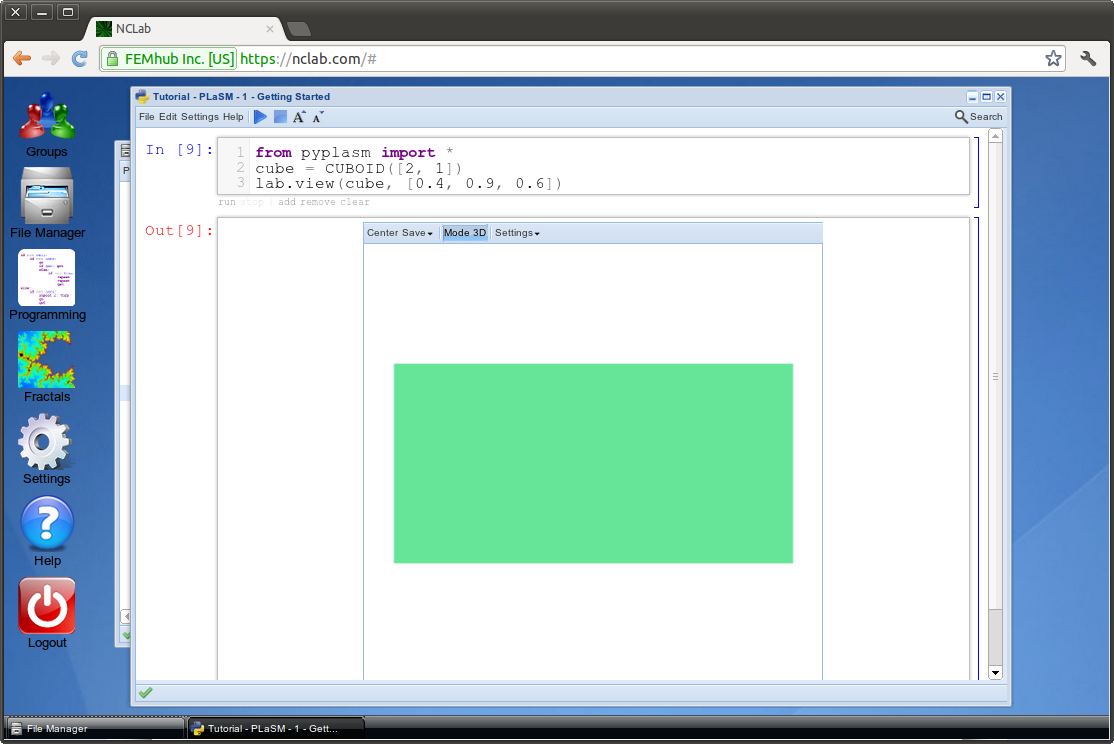 NCLab
FEMhub Inc. [US] https://nclab.com/#
Groups
File Manager
Programming
Fractals
Settings
Help
Logout
P
Tutorial - PLaSM - 1 - Getting Started
File Edit Settings Help A A Search
In [9]:
1 from pyplasm import *
2 cube = CUBOID([2, 1])
3 lab.view(cube, [0.4, 0.9, 0.6])
run stop | add remove clear
Out[9]:
Center Save Mode 3D Settings
File Manager
Tutorial - PLaSM - 1 - Gett...